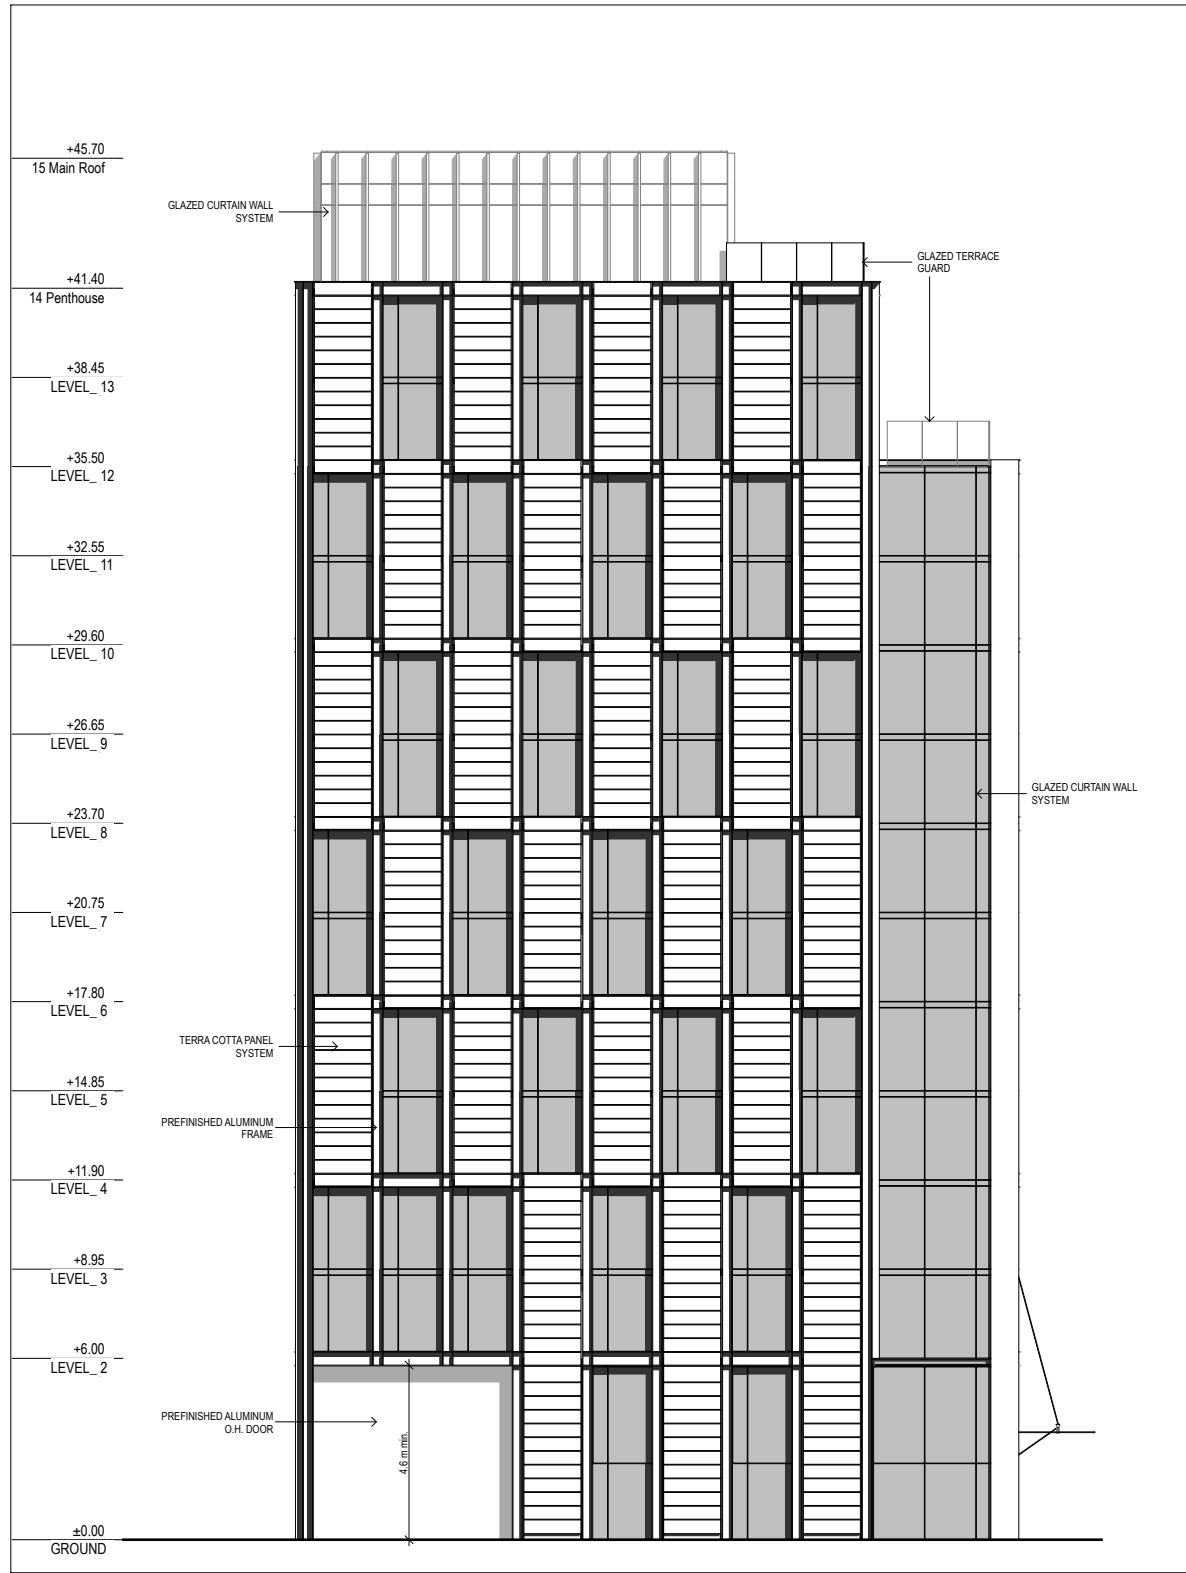 +45.70
15 Main Roof
GLAZED CURTAIN WALL
SYSTEM
GLAZED TERRACE
GUARD
+41.40
14 Penthouse
+38.45
LEVEL_ 13
+35.50
LEVEL_ 12
+32.55
LEVEL_ 11
+29.60
LEVEL_ 10
+26.65
LEVEL_ 9
GLAZED CURTAIN WALL
SYSTEM
+23.70
LEVEL_ 8
+20.75
LEVEL_ 7
+17.80
LEVEL_ 6
TERRA COTTA PANEL
SYSTEM
+14.85
LEVEL_ 5
PREFINISHED ALUMINUM
FRAME
+11.90
LEVEL_ 4
+8.95
LEVEL_ 3
+6.00
LEVEL_ 2
PREFINISHED ALUMINUM
O.H. DOOR
4.6 m min.
±0.00
GROUND